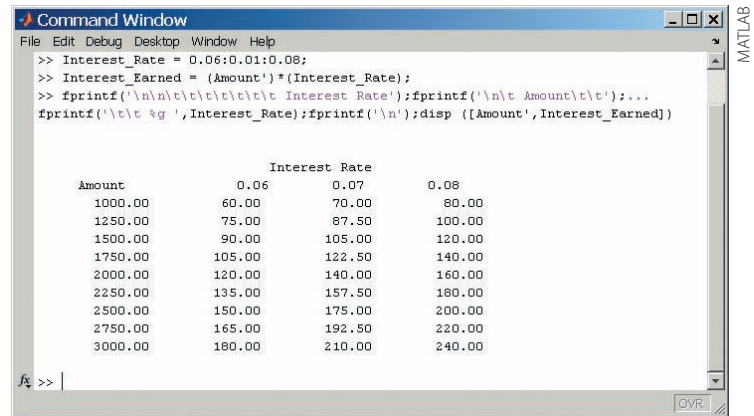 Command Window
File Edit Debug Desktop Window Help
>> Interest_Rate = 0.06:0.01:0.08;
>> Interest_Earned = (Amount')*(Interest_Rate);
>> fprintf('\n\n\t\t\t\t\t\t\t Interest Rate');fprintf('\n\t Amount\t\t');...
fprintf('\t\t %g ',Interest_Rate);fprintf('\n');disp ([Amount',Interest_Earned])
Interest Rate
Amount 0.06 0.07 0.08
1000.00 60.00 70.00 80.00
1250.00 75.00 87.50 100.00
1500.00 90.00 105.00 120.00
1750.00 105.00 122.50 140.00
2000.00 120.00 140.00 160.00
2250.00 135.00 157.50 180.00
2500.00 150.00 175.00 200.00
2750.00 165.00 192.50 220.00
3000.00 180.00 210.00 240.00
fx >>
OVR
MATLAB